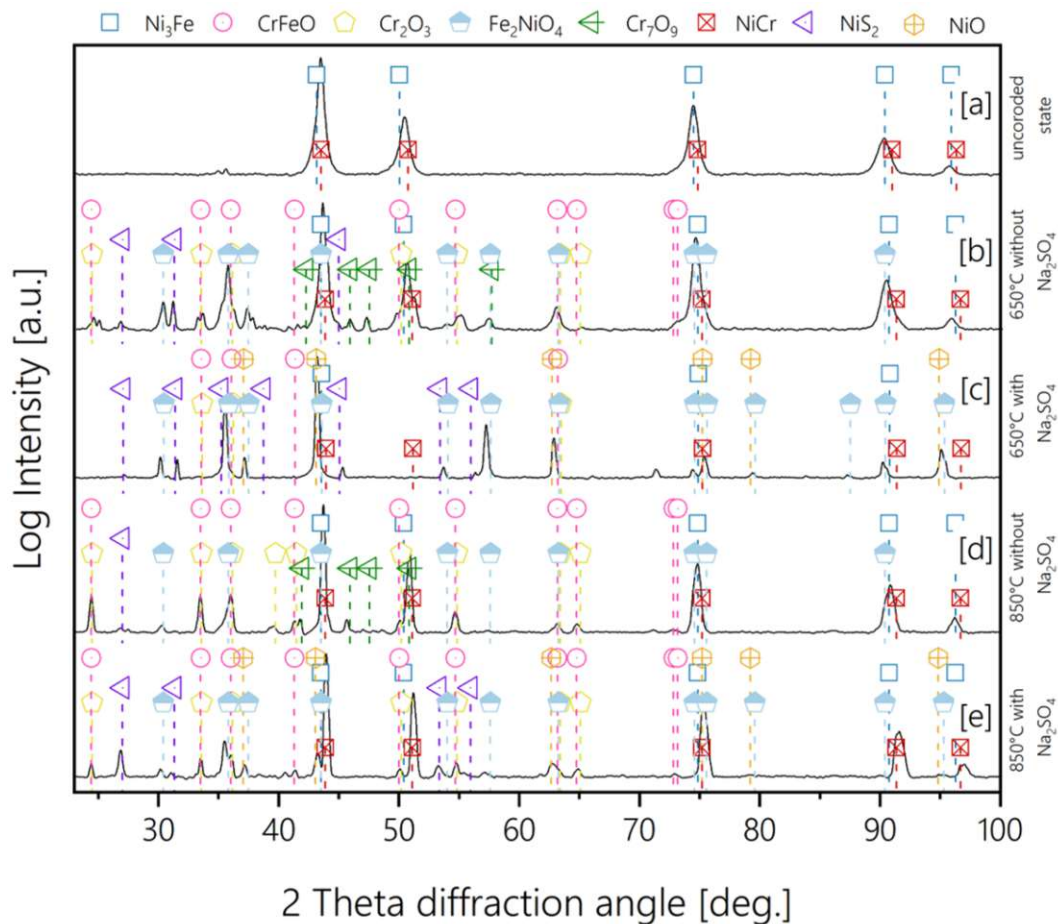 Ni₃Fe CrFeO Cr₂O₃ Fe₂NiO₄ Cr₇O₉ NiCr NiS₂ NiO
Log Intensity [a.u.]
[a]
uncoroded
state
[b]
650°C without
Na₂SO₄
[c]
650°C with
Na₂SO₄
[d]
850°C without
Na₂SO₄
[e]
850°C with
Na₂SO₄
30 40 50 60 70 80 90 100
2 Theta diffraction angle [deg.]